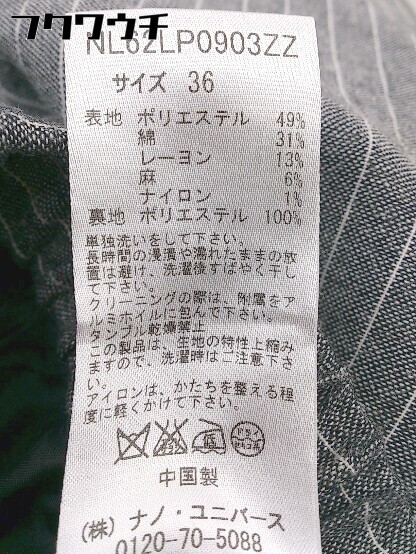 フクワウチ
NL62LP0903ZZ
サイズ 36
表地 ポリエステル 49%
綿 31%
レーヨン 13%
麻 6%
ナイロン 1%
裏地 ポリエステル 100%
単独洗いをして下さい。
長時間の浸漬や濡れたままの放
置は避け、洗濯後すばやく干し
て下さい。
クリーニングの際は、附属をア
ルミホイルに包んで下さい。
タンブル乾燥禁止
この製品は、生地の特性上縮み
ますので、洗濯時はご注意下さ
い。
アイロンは、かたちを整える程
度に軽くかけて下さい。
ドライ
中国製
(株) ナノ・ユニバース
0120-70-5088